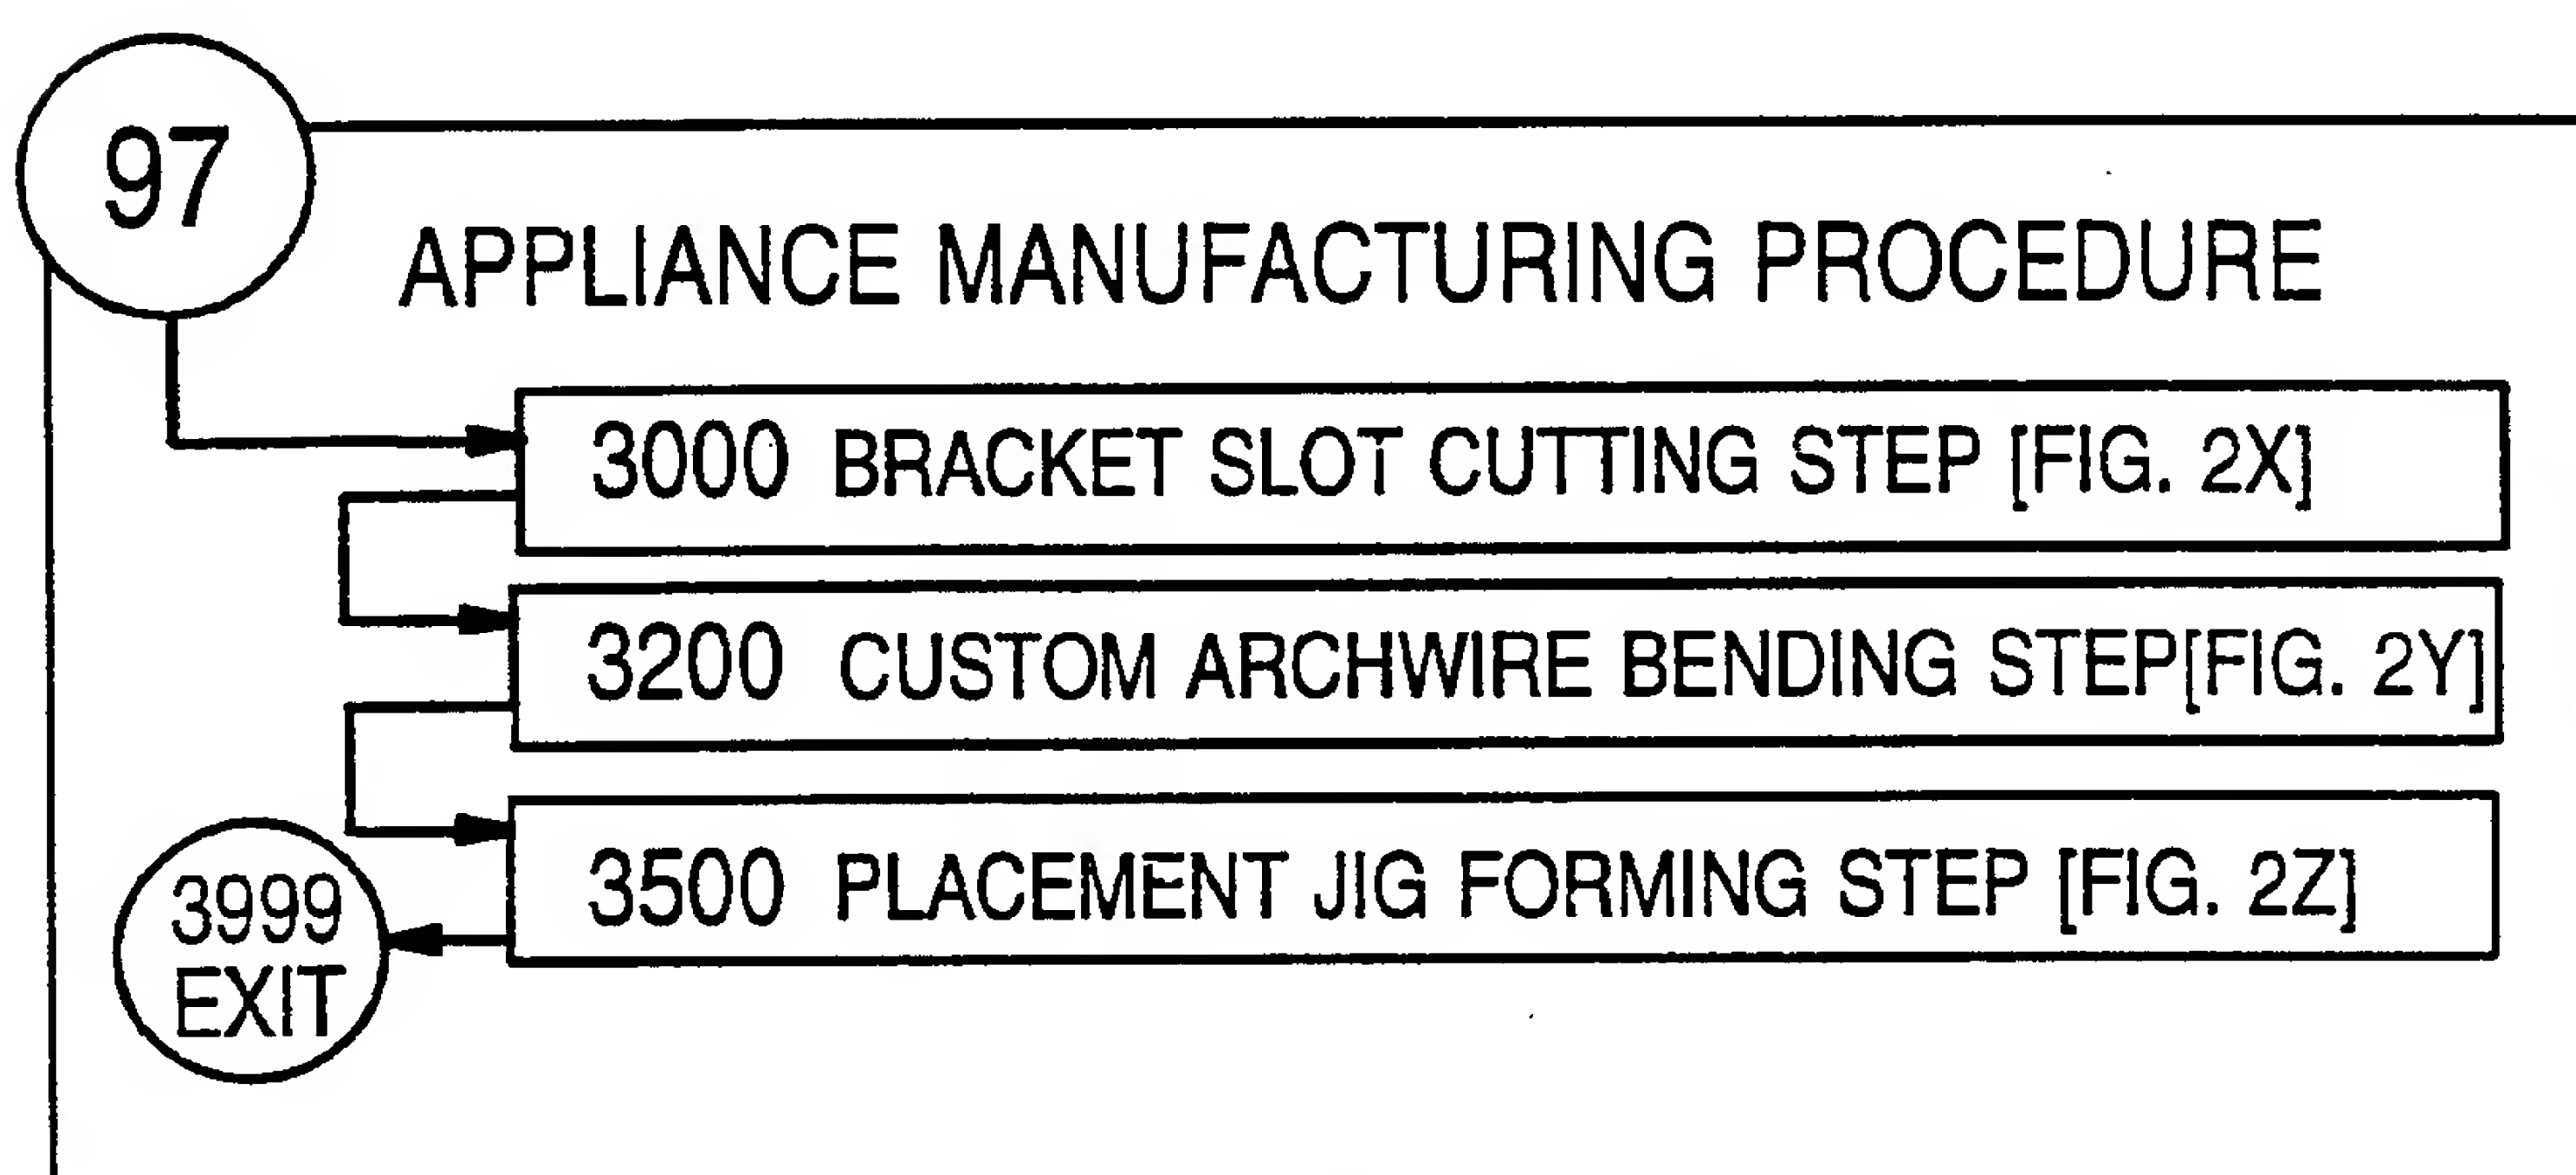 97
APPLIANCE MANUFACTURING PROCEDURE
3000 BRACKET SLOT CUTTING STEP [FIG. 2X]
3200 CUSTOM ARCHWIRE BENDING STEP[FIG. 2Y]
3500 PLACEMENT JIG FORMING STEP [FIG. 2Z]
3999
EXIT